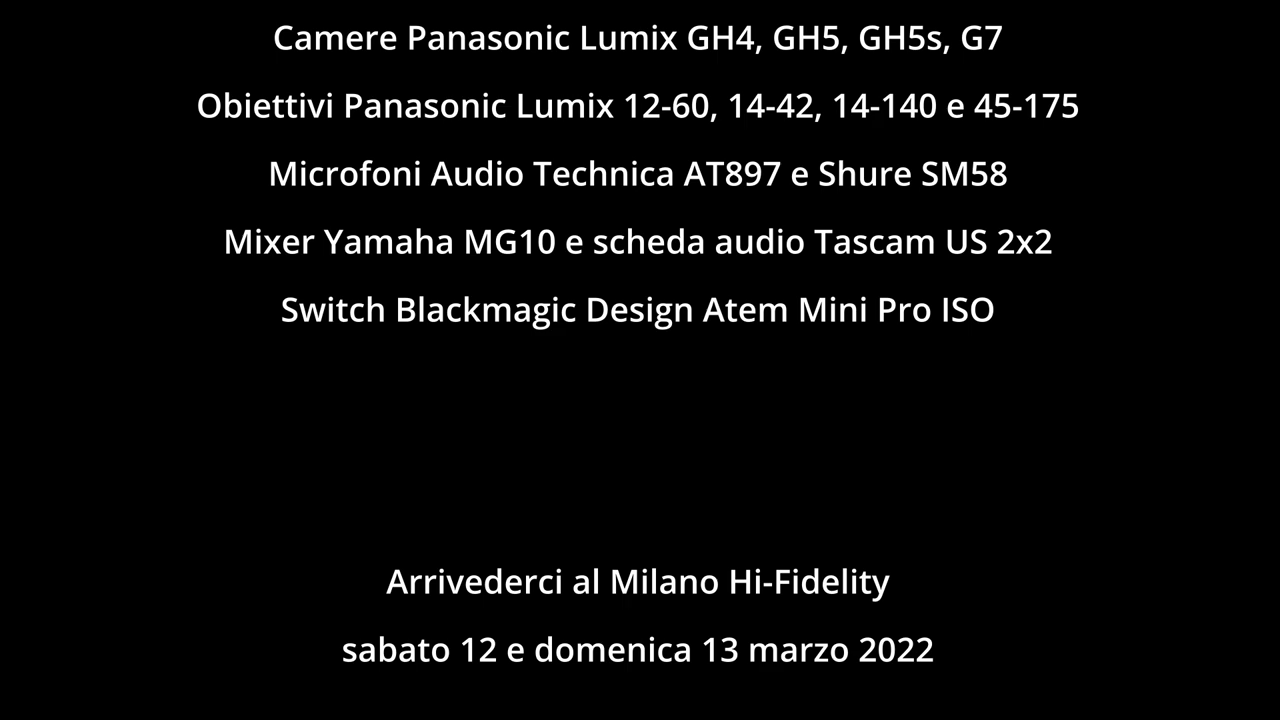 Camere Panasonic Lumix GH4, GH5, GH5s, G7
Obiettivi Panasonic Lumix 12-60, 14-42, 14-140 e 45-175
Microfoni Audio Technica AT897 e Shure SM58
Mixer Yamaha MG10 e scheda audio Tascam US 2x2
Switch Blackmagic Design Atem Mini Pro ISO
Arrivederci al Milano Hi-Fidelity
sabato 12 e domenica 13 marzo 2022